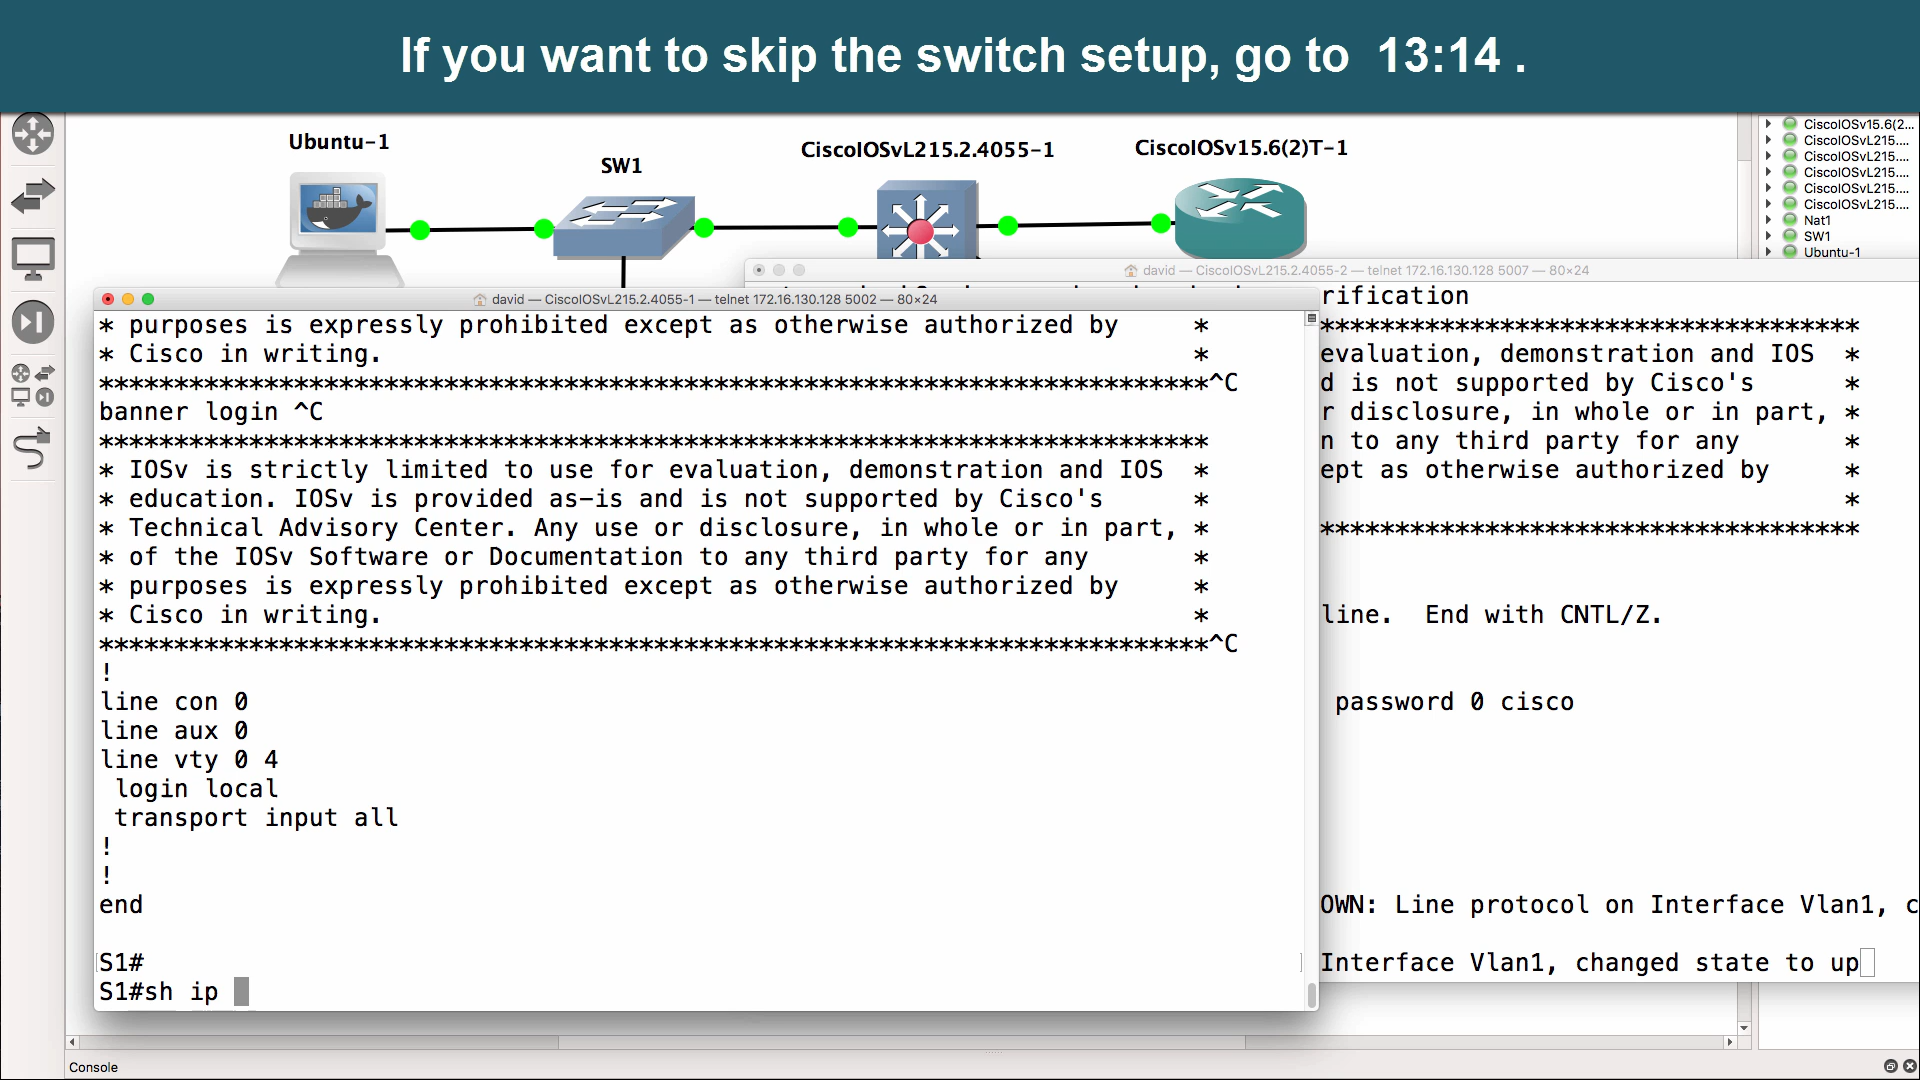 If you want to skip the switch setup, go to 13:14 .
Ubuntu-1
SW1
CiscoIOSvL215.2.4055-1
CiscoIOSv15.6(2)T-1
CiscoIOSv15.6(2...
CiscoIOSvL215....
CiscoIOSvL215....
CiscoIOSvL215....
CiscoIOSvL215....
CiscoIOSvL215....
Nat1
SW1
Ubuntu-1
david — CiscoIOSvL215.2.4055-2 — telnet 172.16.130.128 5007 — 80×24
rification
***********************************
evaluation, demonstration and IOS *
d is not supported by Cisco's *
r disclosure, in whole or in part, *
n to any third party for any *
ept as otherwise authorized by *
*
***********************************
line. End with CNTL/Z.
password 0 cisco
OWN: Line protocol on Interface Vlan1, c
Interface Vlan1, changed state to up
david — CiscoIOSvL215.2.4055-1 — telnet 172.16.130.128 5002 — 80×24
* purposes is expressly prohibited except as otherwise authorized by *
* Cisco in writing. *
**************************************************************************^C
banner login ^C
**************************************************************************
* IOSv is strictly limited to use for evaluation, demonstration and IOS *
* education. IOSv is provided as-is and is not supported by Cisco's *
* Technical Advisory Center. Any use or disclosure, in whole or in part, *
* of the IOSv Software or Documentation to any third party for any *
* purposes is expressly prohibited except as otherwise authorized by *
* Cisco in writing. *
**************************************************************************^C
!
line con 0
line aux 0
line vty 0 4
login local
transport input all
!
!
end
S1#
S1#sh ip
Console